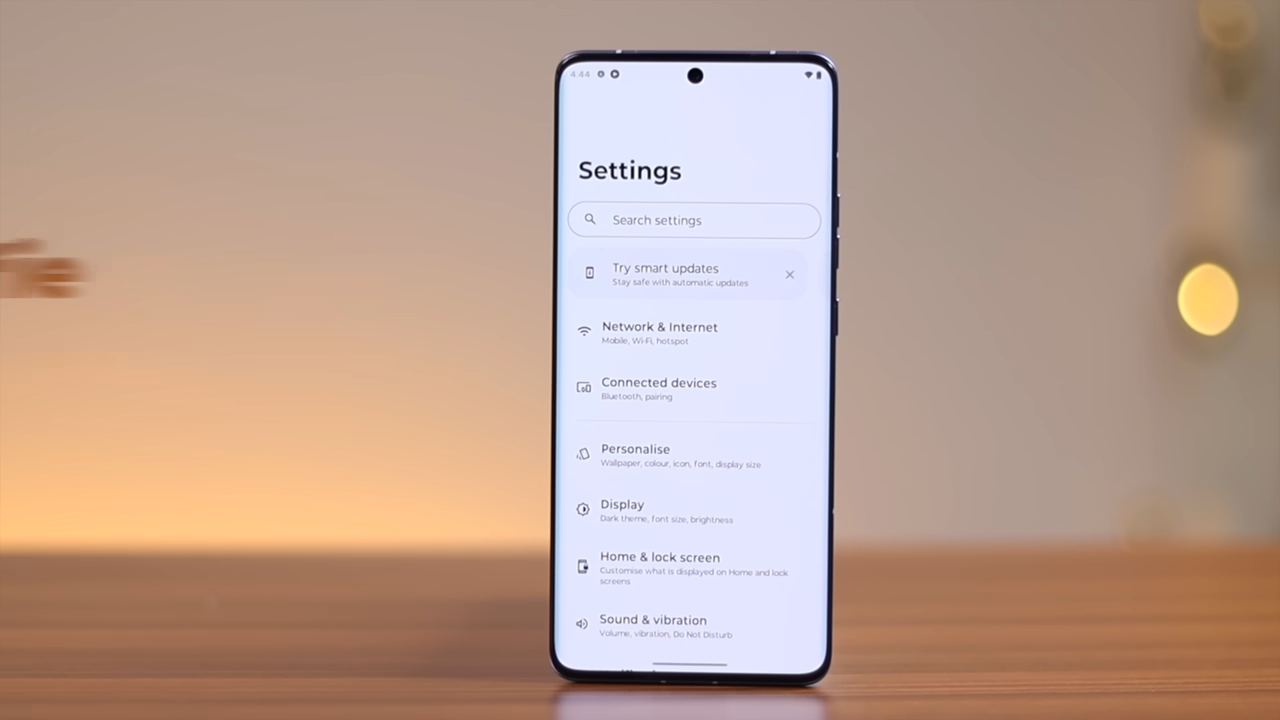 4:44
Settings
Search settings
Try smart updates
Stay safe with automatic updates
Network & Internet
Mobile, Wi-Fi, hotspot
Connected devices
Bluetooth, pairing
Personalise
Wallpaper, colour, icon, font, display size
Display
Dark theme, font size, brightness
Home & lock screen
Customise what is displayed on Home and lock
screens
Sound & vibration
Volume, vibration, Do Not Disturb